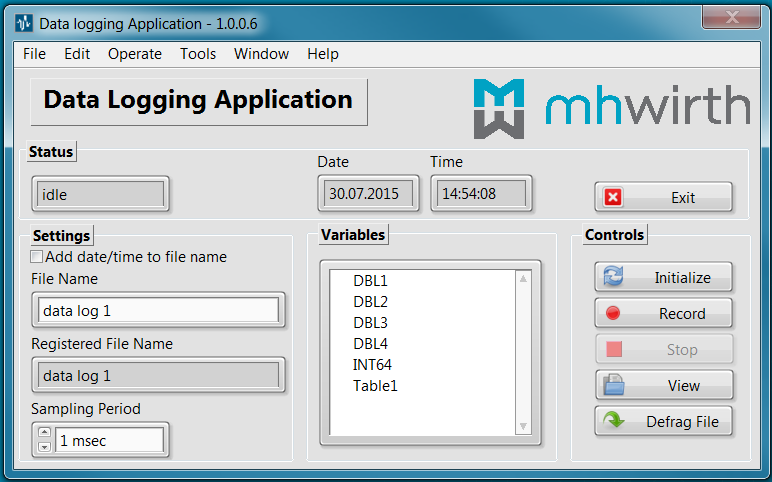 Data logging Application - 1.0.0.6
File Edit Operate Tools Window Help
Data Logging Application
mhwirth
Status
idle
Date
30.07.2015
Time
14:54:08
Exit
Settings
Add date/time to file name
File Name
data log 1
Registered File Name
data log 1
Sampling Period
1 msec
Variables
DBL1
DBL2
DBL3
DBL4
INT64
Table1
Controls
Initialize
Record
Stop
View
Defrag File